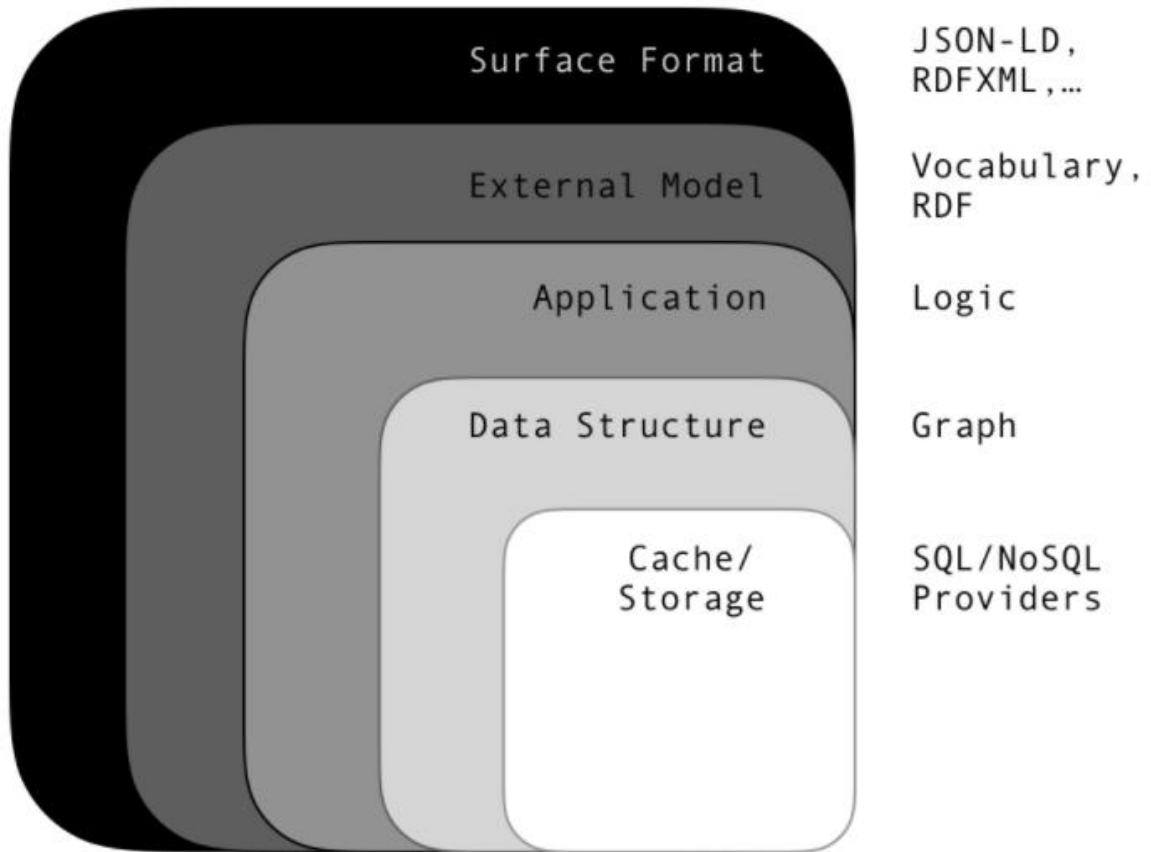 Surface Format
JSON-LD,
RDFXML,…
External Model
Vocabulary,
RDF
Application
Logic
Data Structure
Graph
Cache/
Storage
SQL/NoSQL
Providers